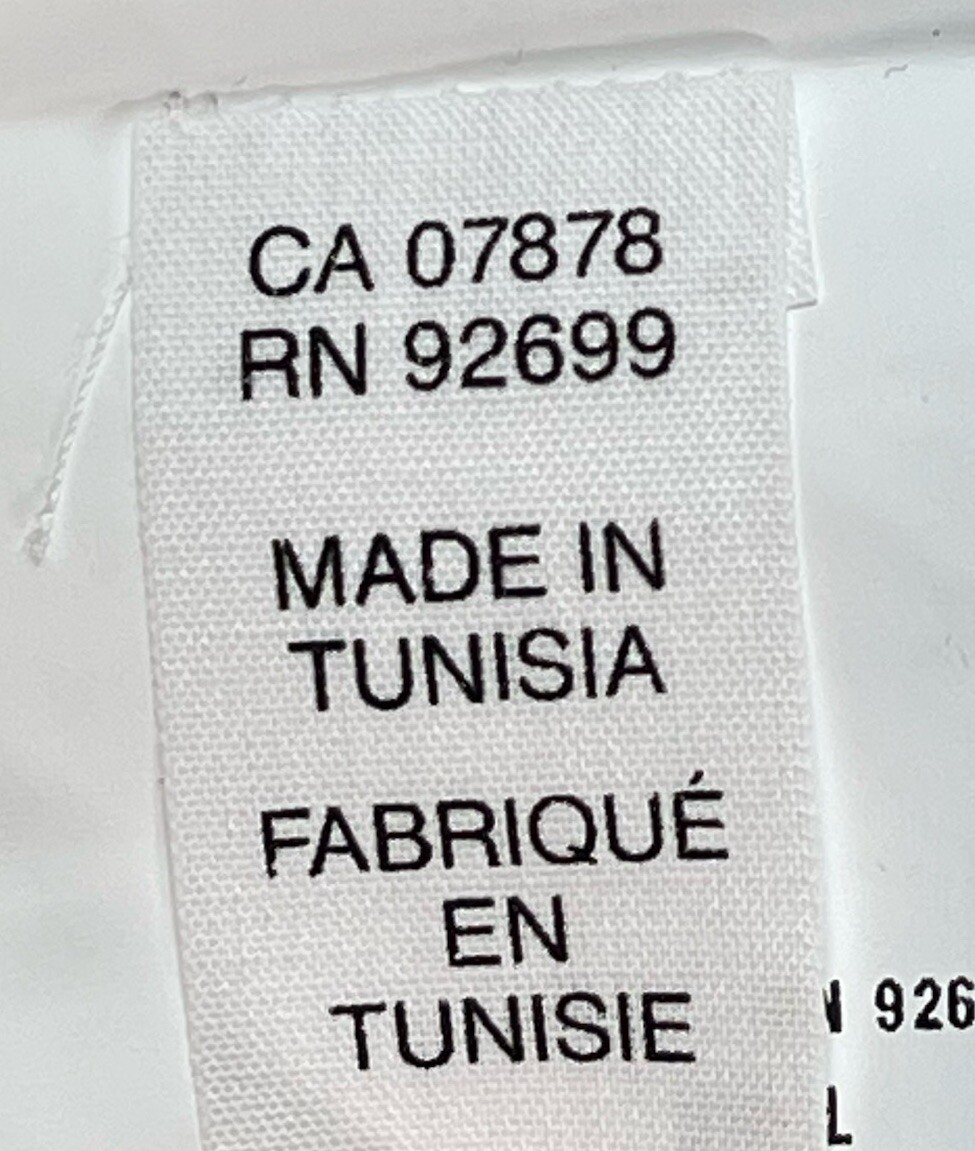 CA 07878
RN 92699
MADE IN
TUNISIA
FABRIQUÉ
EN
TUNISIE
926
L